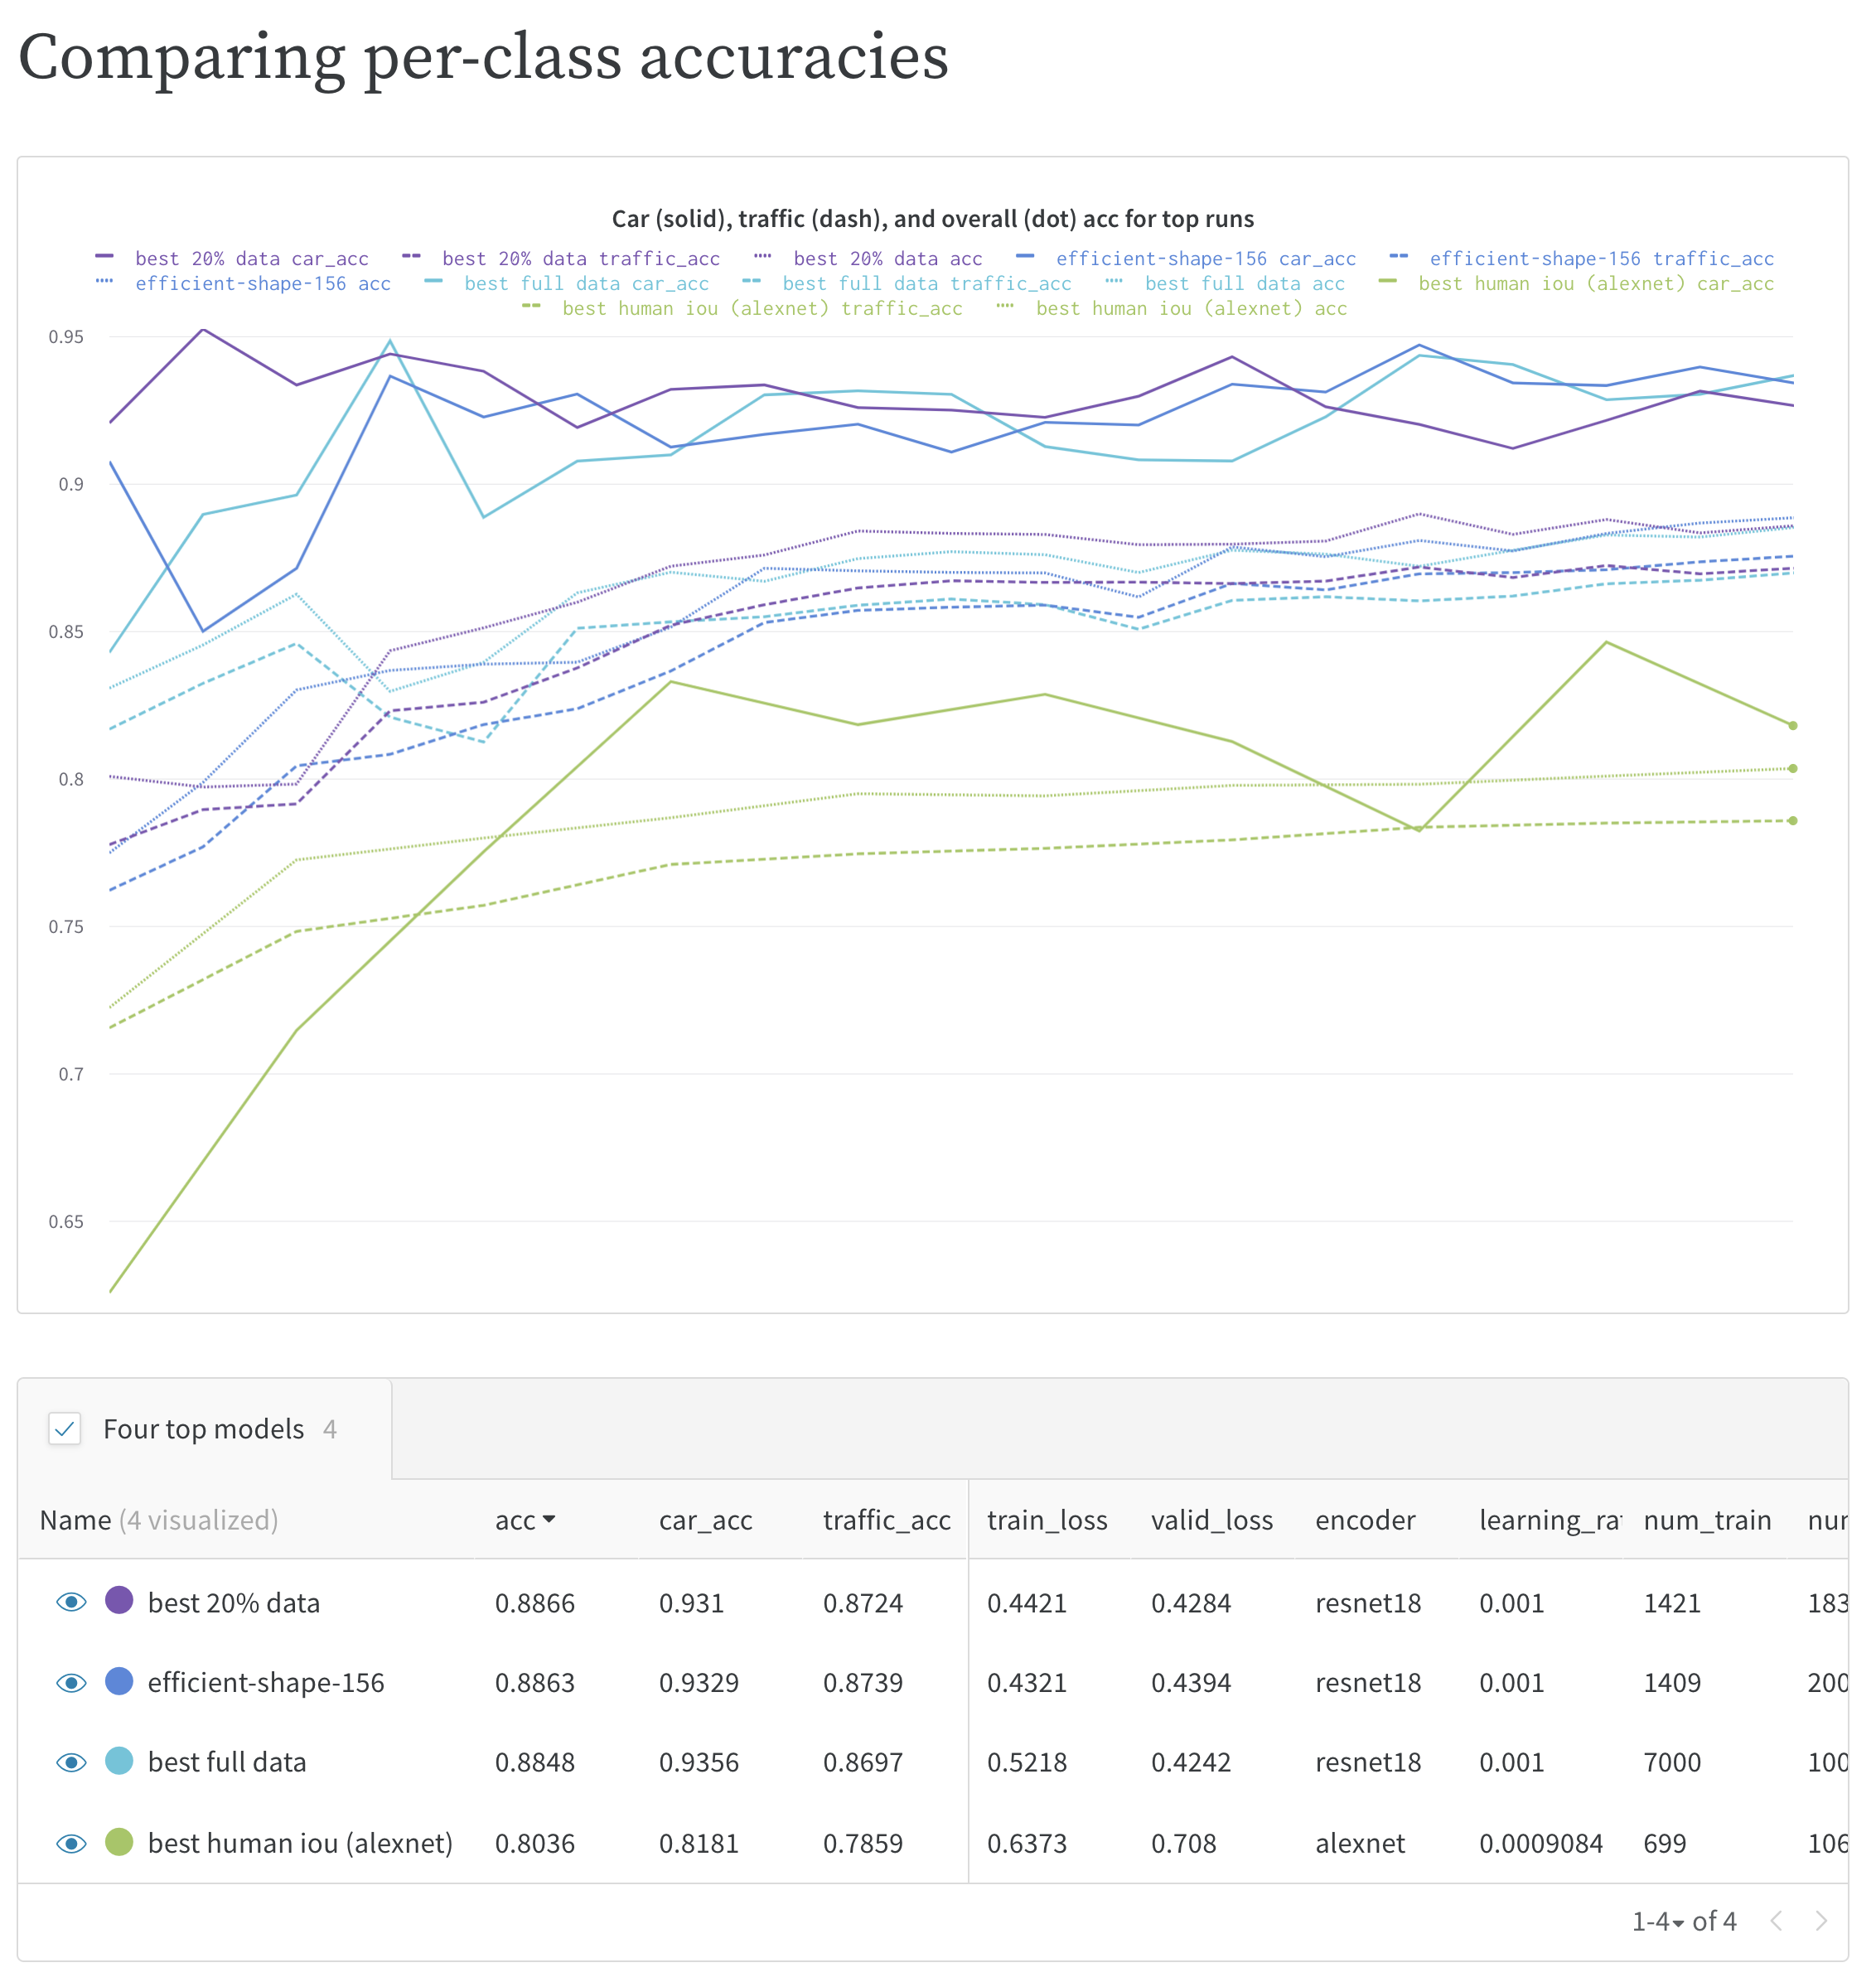 Comparing per-class accuracies
Car (solid), traffic (dash), and overall (dot) acc for top runs
best 20% data car_acc best 20% data traffic_acc best 20% data acc efficient-shape-156 car_acc efficient-shape-156 traffic_acc
efficient-shape-156 acc best full data car_acc best full data traffic_acc best full data acc best human iou (alexnet) car_acc
best human iou (alexnet) traffic_acc best human iou (alexnet) acc
0.95
0.9
0.85
0.8
0.75
0.7
0.65
Four top models 4
Name (4 visualized) acc car_acc traffic_acc train_loss valid_loss encoder learning_ra num_train
best 20% data 0.8866 0.931 0.8724 0.4421 0.4284 resnet18 0.001 1421 183
efficient-shape-156 0.8863 0.9329 0.8739 0.4321 0.4394 resnet18 0.001 1409 200
best full data 0.8848 0.9356 0.8697 0.5218 0.4242 resnet18 0.001 7000 100
best human iou (alexnet) 0.8036 0.8181 0.7859 0.6373 0.708 alexnet 0.0009084 699 106
1-4 of 4